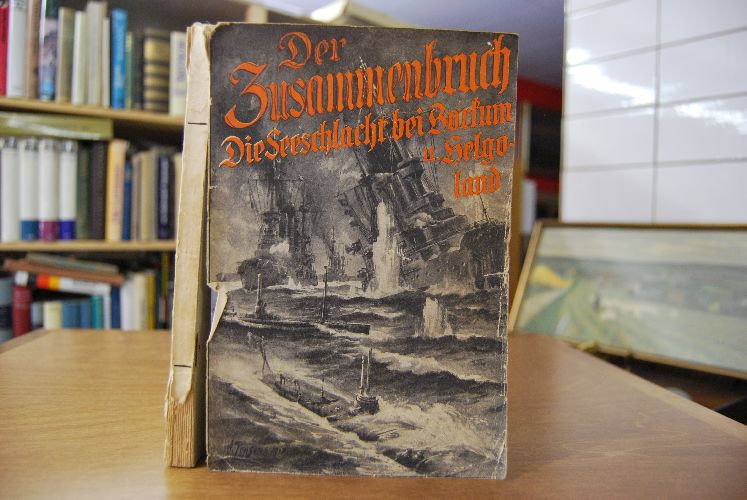 Der
Zusammenbruch
Die Seeschlacht bei Borkum
u. Helgo-
land